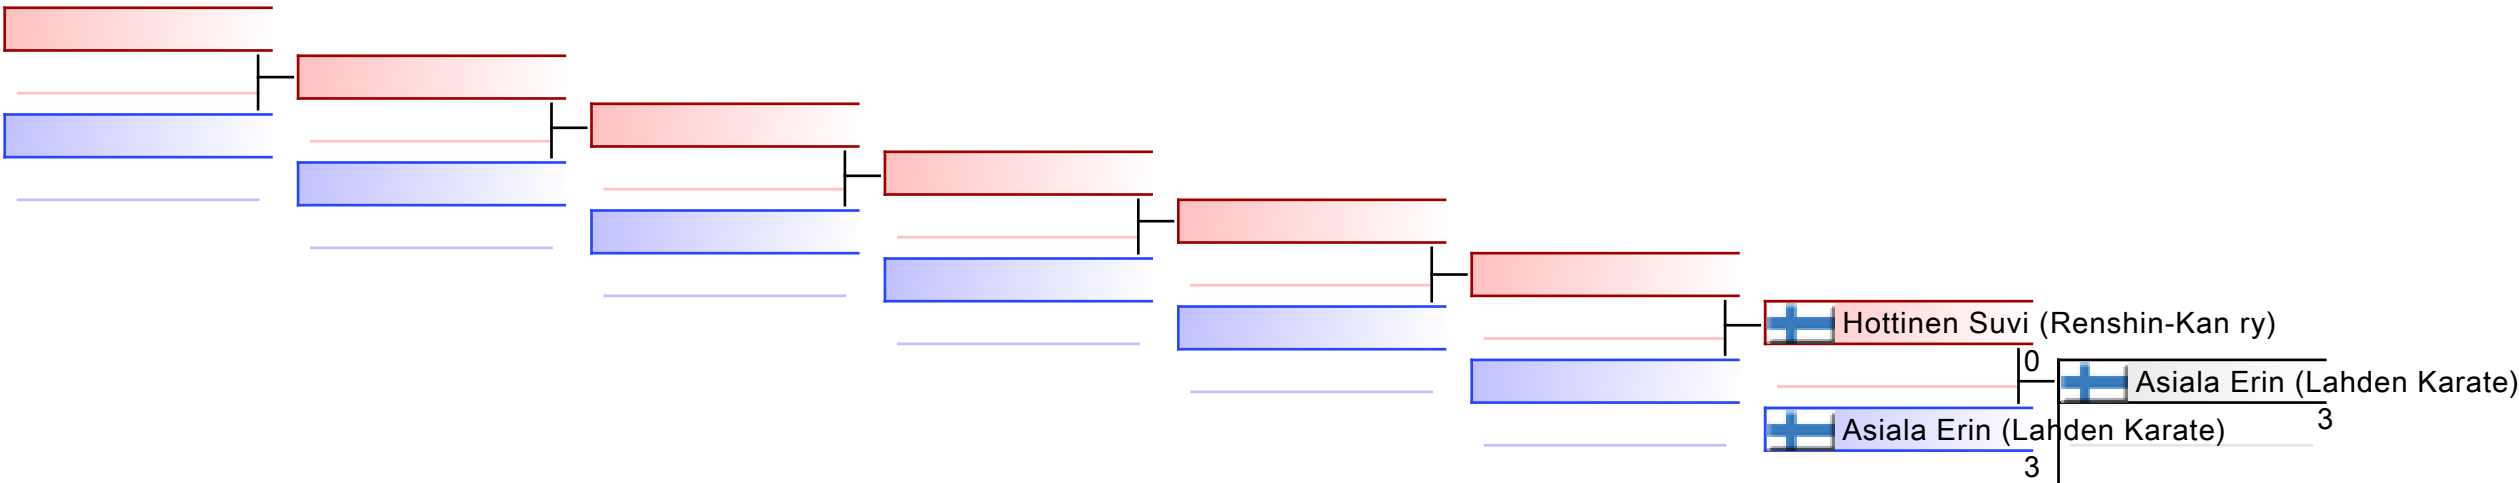 Hottinen Suvi (Renshin-Kan ry)
0
Asiala Erin (Lahden Karate)
3
Asiala Erin (Lahden Karate)
3